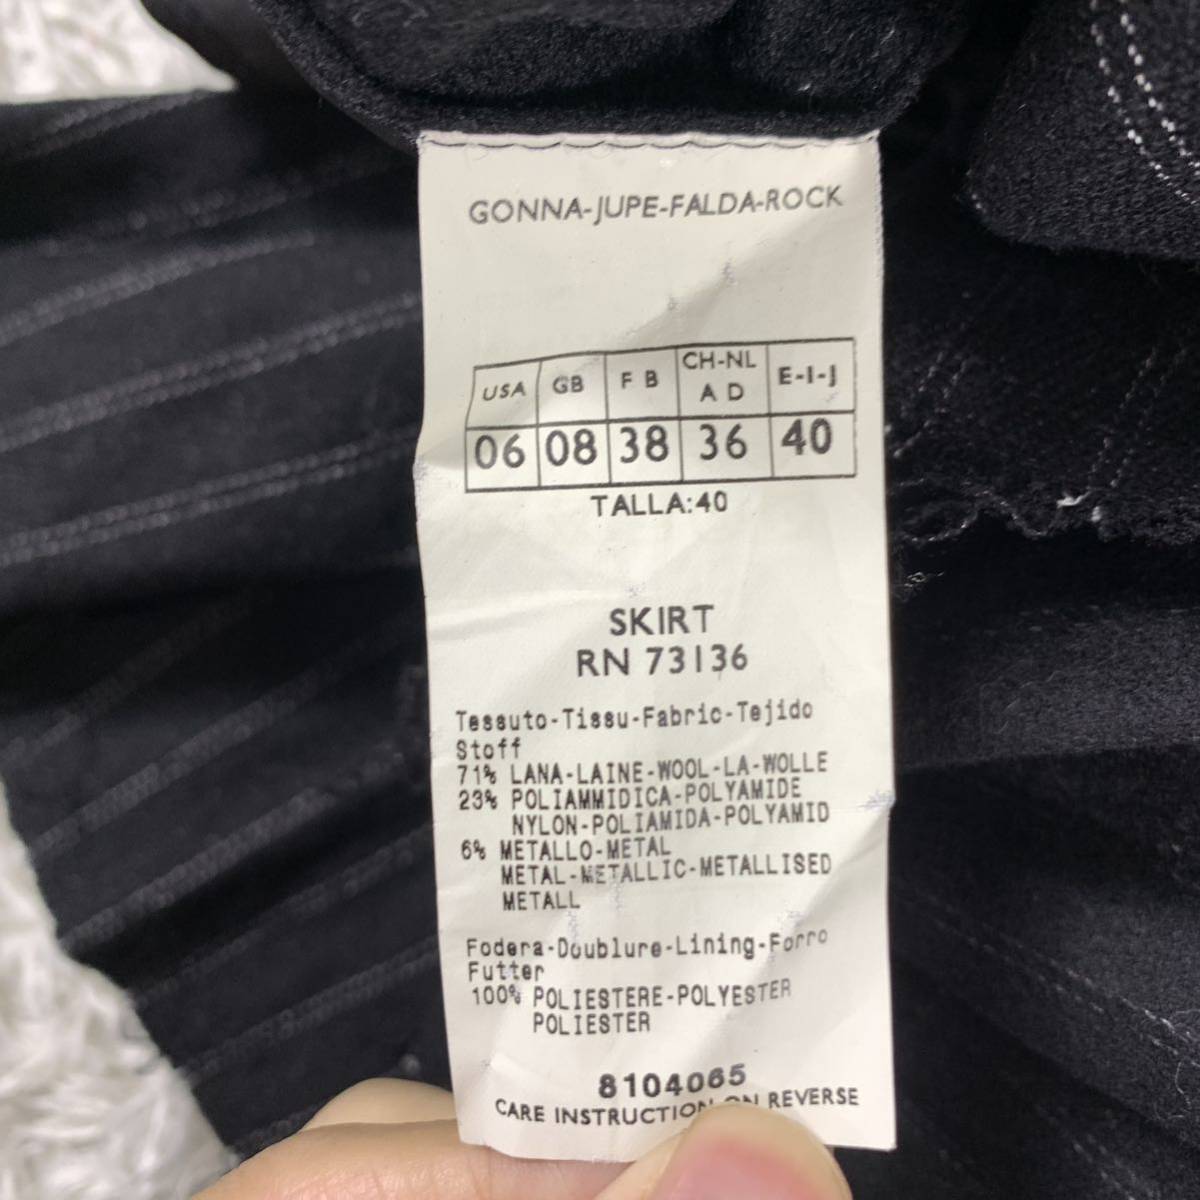 GONNA-JUPE-FALDA-ROCK
USA GB F B CH-NL A D E-I-J
06 08 38 36 40
TALLA:40
SKIRT
RN 73136
Tessuto-Tissu-Fabric-Tejido
Stoff
71% LANA-LAINE-WOOL-LA-WOLLE
23% POLIAMMIDICA-POLYAMIDE
NYLON-POLIAMIDA-POLYAMID
6% METALLO-METAL
METAL-METALLIC-METALLISED
METALL
Fodera-Doublure-Lining-Forro
Futter
100% POLIESTERE-POLYESTER
POLIESTER
8104065
CARE INSTRUCTION ON REVERSE